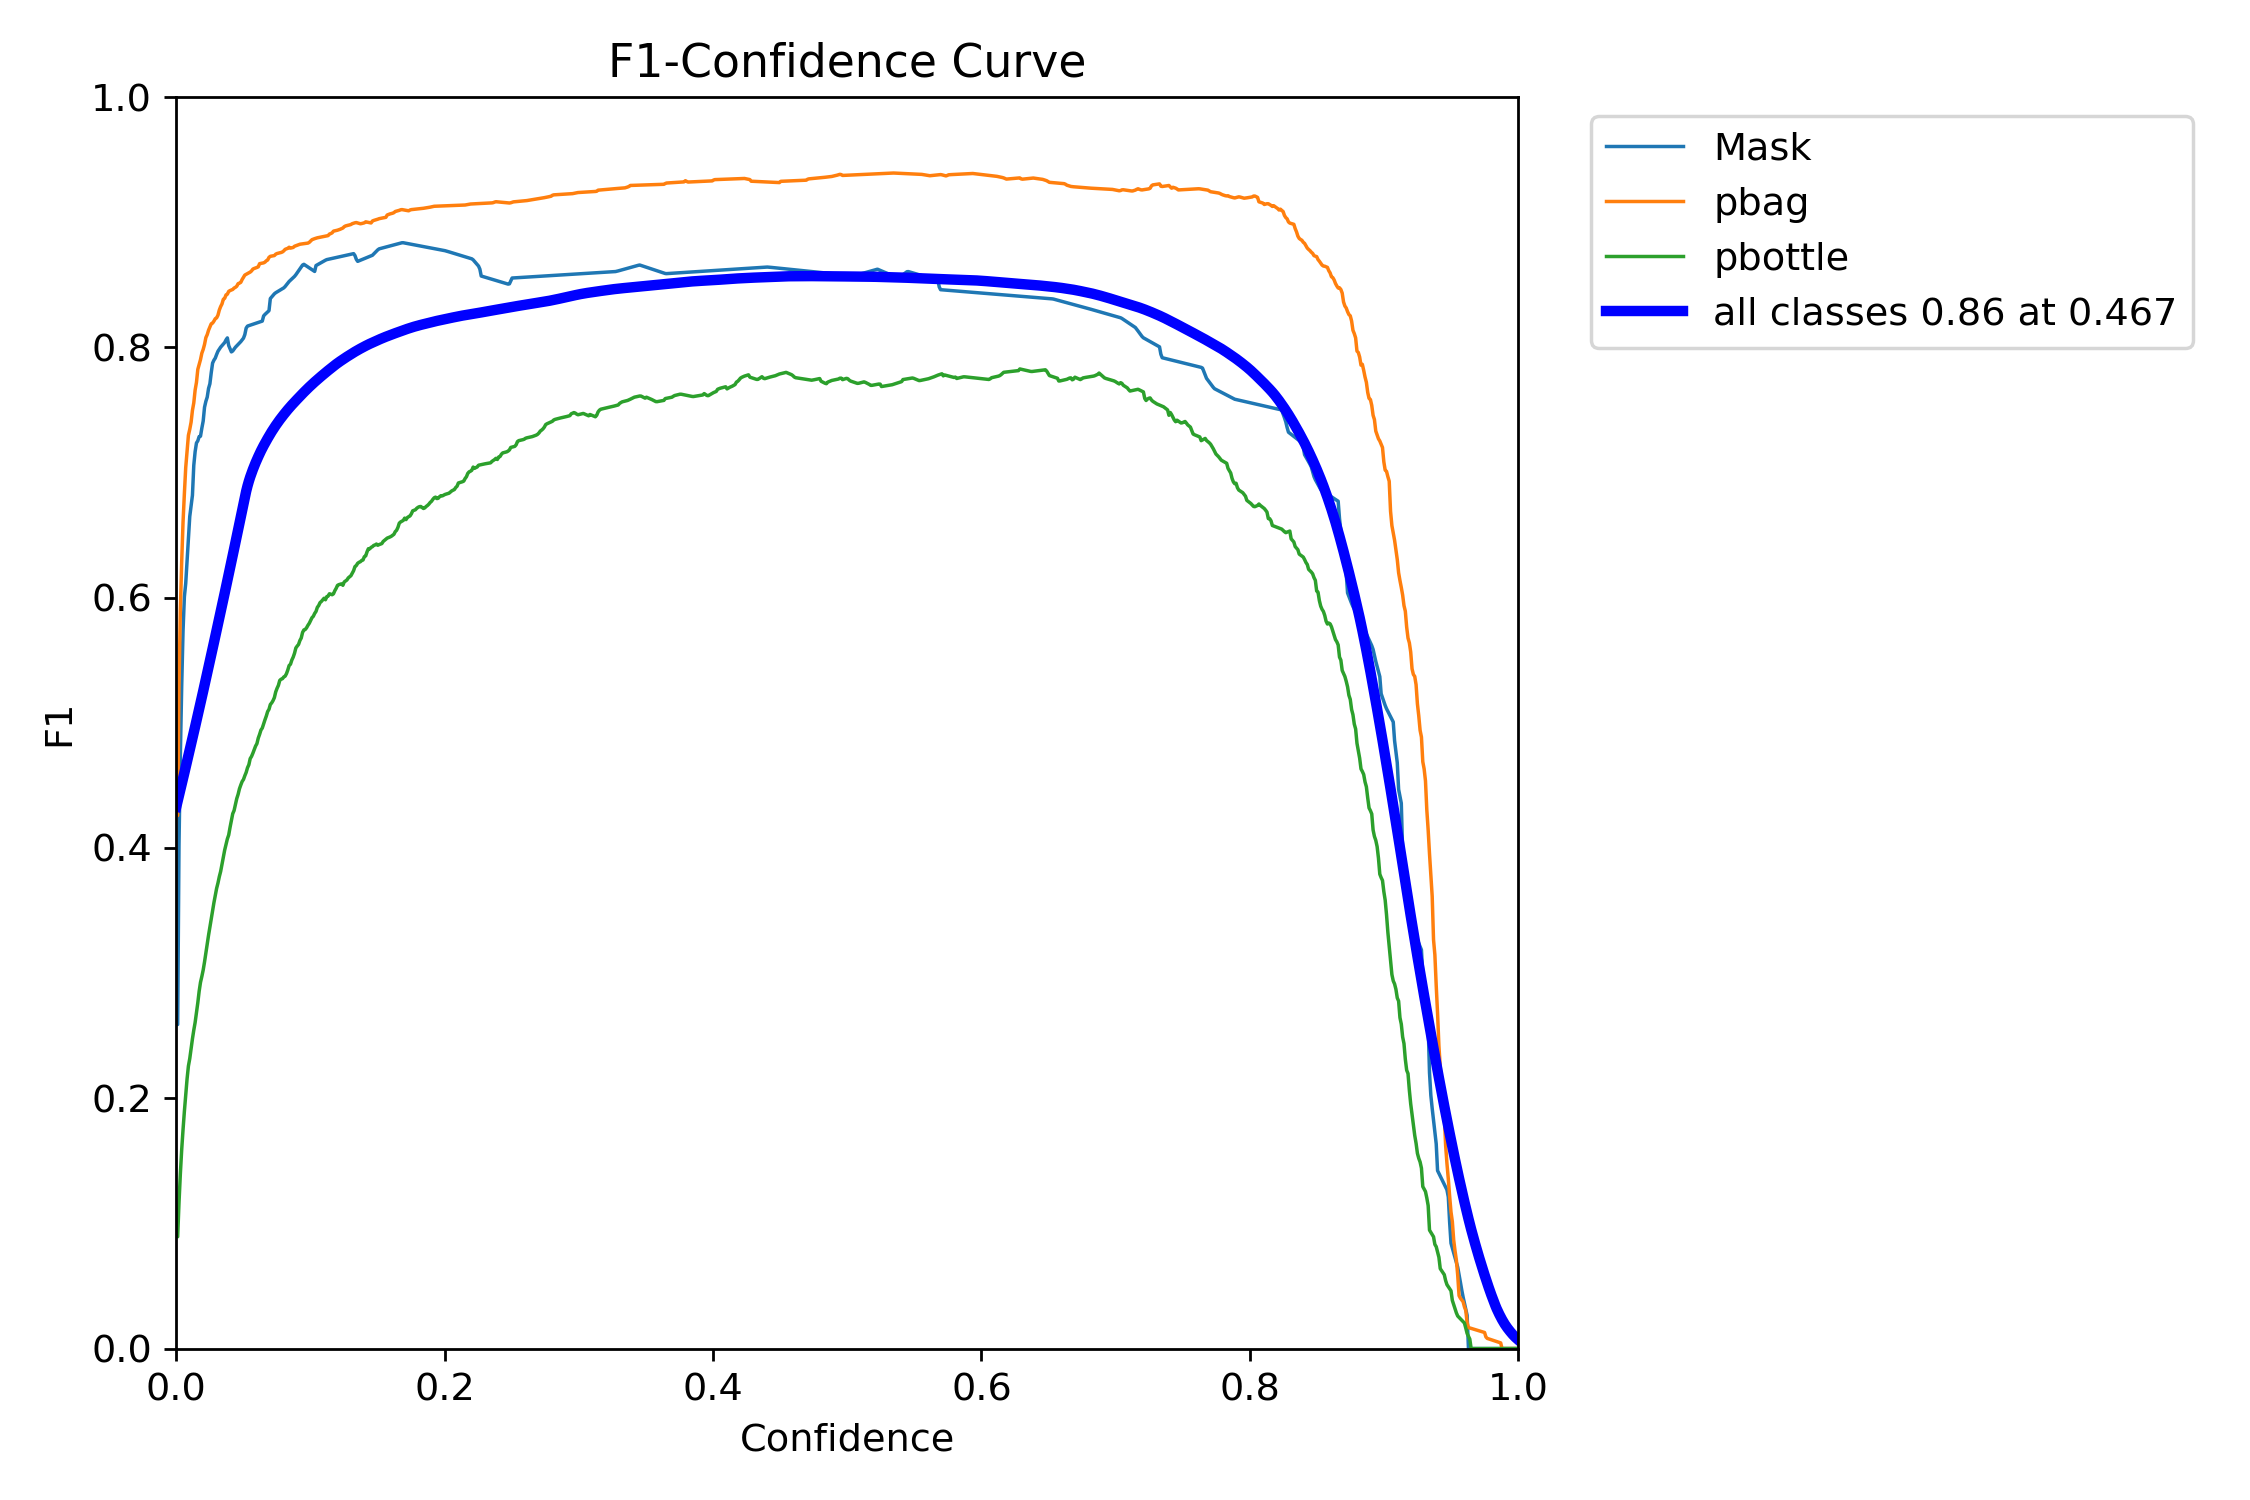 F1-Confidence Curve
1.0
0.8
0.6
0.4
0.2
0.0
F1
0.0 0.2 0.4 0.6 0.8 1.0
Confidence
Mask
pbag
pbottle
all classes 0.86 at 0.467